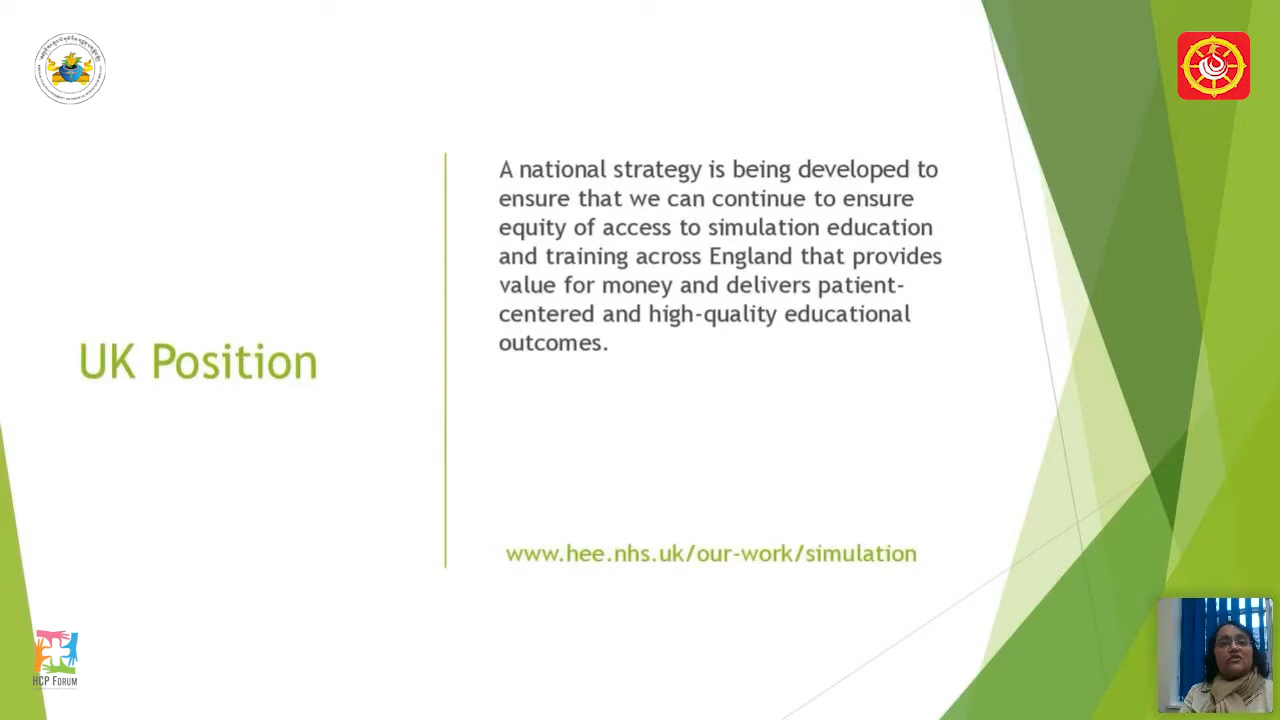 UK Position
A national strategy is being developed to
ensure that we can continue to ensure
equity of access to simulation education
and training across England that provides
value for money and delivers patient-
centered and high-quality educational
outcomes.
www.hee.nhs.uk/our-work/simulation
HCP FORUM